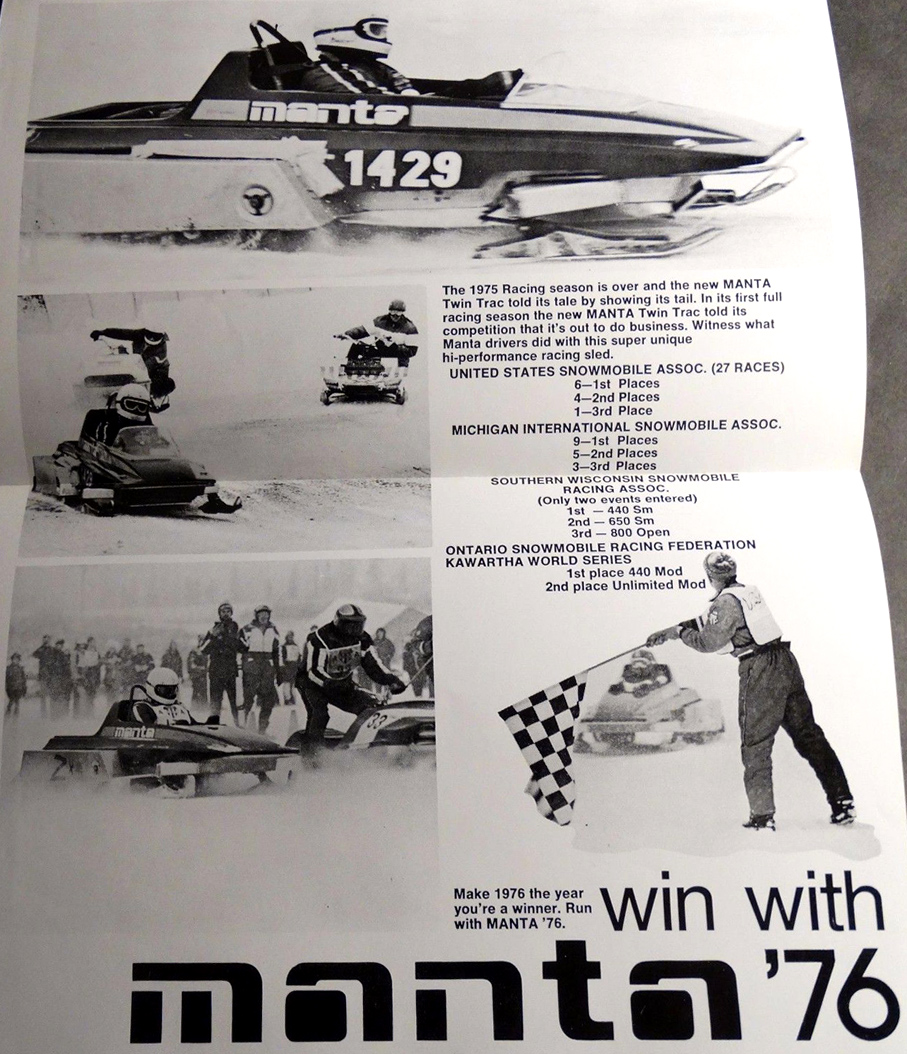 manta
1429
The 1975 Racing season is over and the new MANTA
Twin Trac told its tale by showing its tail. In its first full
racing season the new MANTA Twin Trac told its
competition that it's out to do business. Witness what
Manta drivers did with this super unique
hi-performance racing sled.
UNITED STATES SNOWMOBILE ASSOC. (27 RACES)
6—1st Places
4—2nd Places
1—3rd Place
MICHIGAN INTERNATIONAL SNOWMOBILE ASSOC.
9—1st Places
5—2nd Places
3—3rd Places
SOUTHERN WISCONSIN SNOWMOBILE
RACING ASSOC.
(Only two events entered)
1st — 440 Sm
2nd — 650 Sm
3rd — 800 Open
ONTARIO SNOWMOBILE RACING FEDERATION
KAWARTHA WORLD SERIES
1st place 440 Mod
2nd place Unlimited Mod
manta
33
Make 1976 the year
you're a winner. Run
with MANTA '76.
win with
manta '76